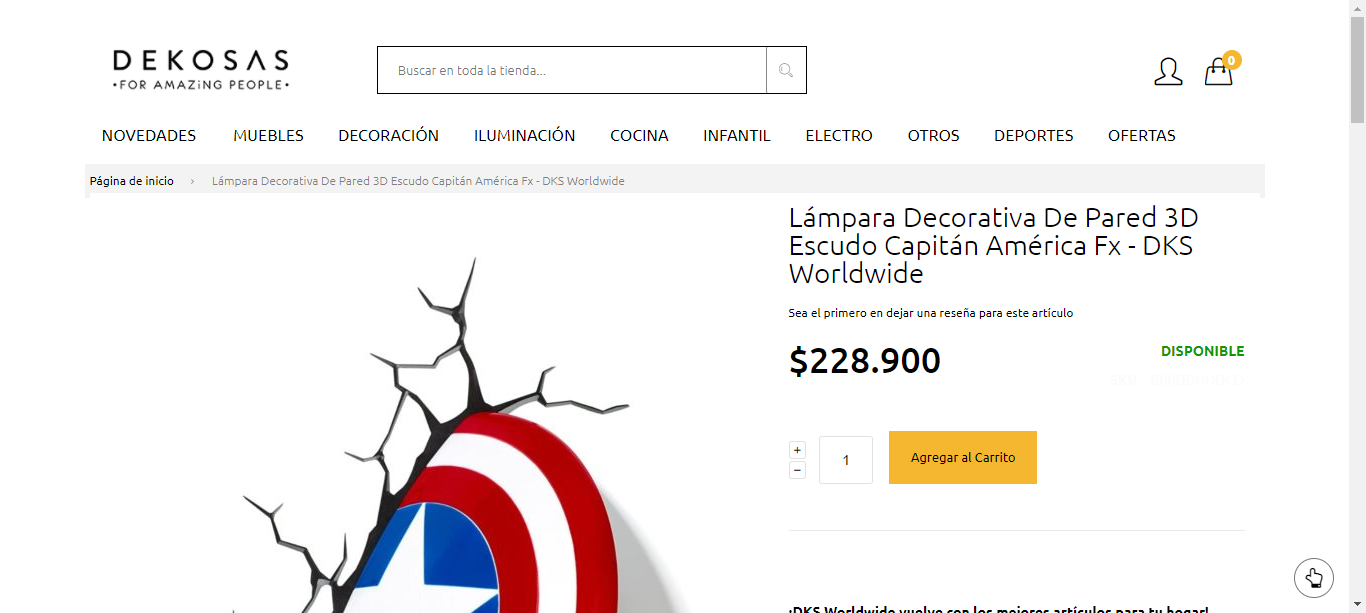 DEKOSAS
•FOR AMAZiNG PEOPLE•
Buscar en toda la tienda...
0
NOVEDADES MUEBLES DECORACIÓN ILUMINACIÓN COCINA INFANTIL ELECTRO OTROS DEPORTES OFERTAS
Página de inicio › Lámpara Decorativa De Pared 3D Escudo Capitán América Fx - DKS Worldwide
Lámpara Decorativa De Pared 3D
Escudo Capitán América Fx - DKS
Worldwide
Sea el primero en dejar una reseña para este artículo
$228.900
DISPONIBLE
+
−
1
Agregar al Carrito
¡DKS Worldwide vuelve con los mejores artículos para tu hogar!